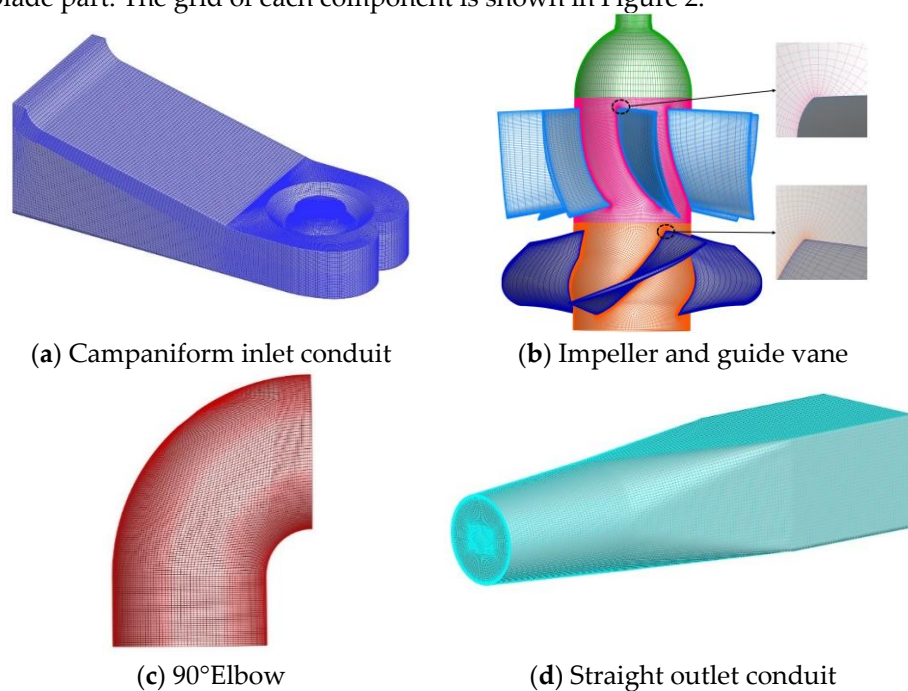 blade part. The grid of each component is shown in Figure 2.
(a) Campaniform inlet conduit
(b) Impeller and guide vane
(c) 90°Elbow
(d) Straight outlet conduit